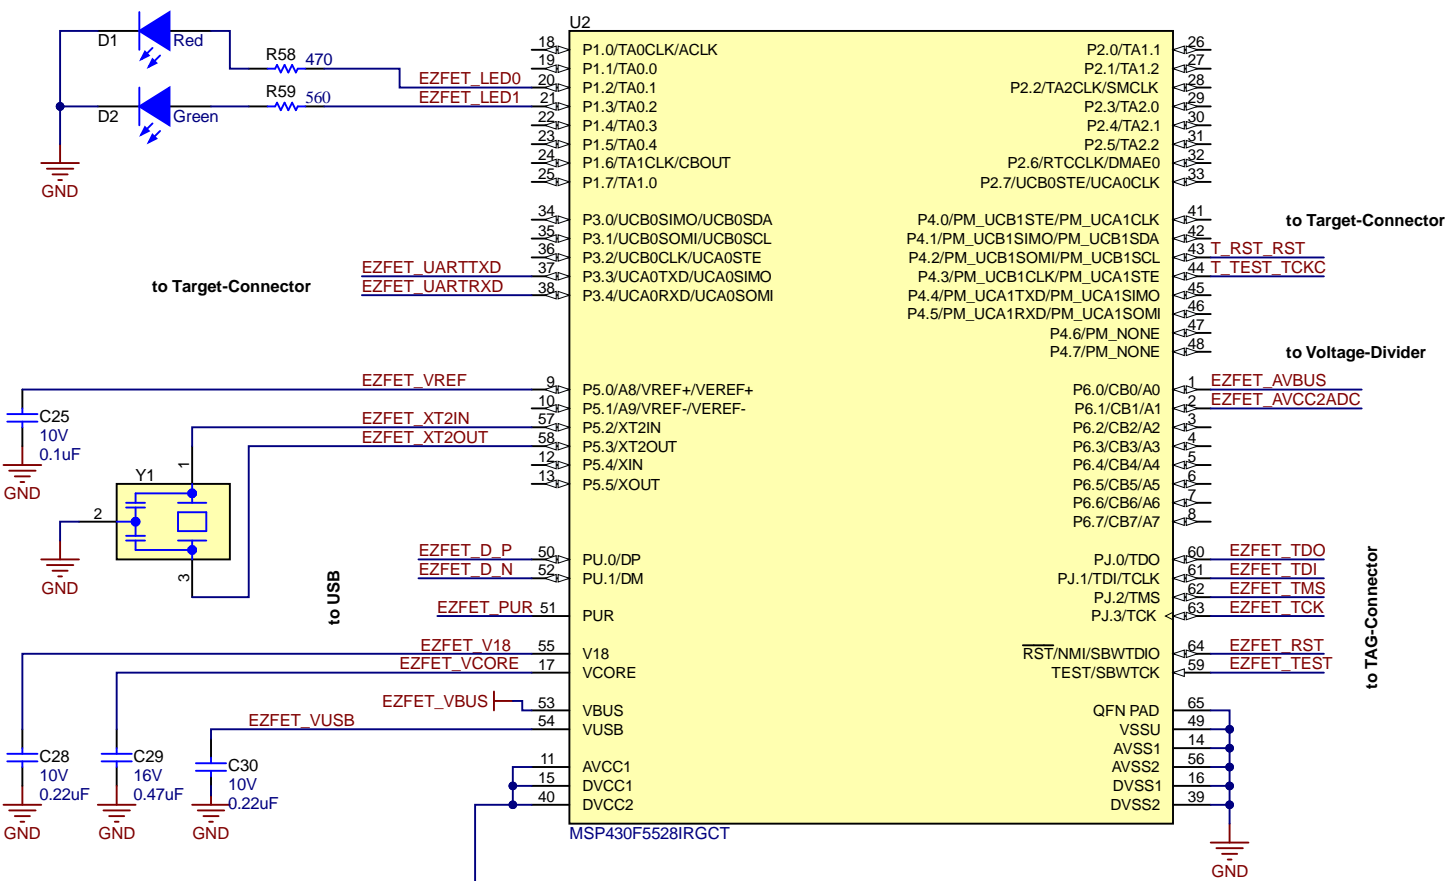 U2
D1
Red
R58 470
EZFET_LED0
R59 560
EZFET_LED1
D2
Green
GND
18 P1.0/TA0CLK/ACLK
19 P1.1/TA0.0
20 P1.2/TA0.1
21 P1.3/TA0.2
22 P1.4/TA0.3
23 P1.5/TA0.4
24 P1.6/TA1CLK/CBOUT
25 P1.7/TA1.0
P2.0/TA1.1 26
P2.1/TA1.2 27
P2.2/TA2CLK/SMCLK 28
P2.3/TA2.0 29
P2.4/TA2.1 30
P2.5/TA2.2 31
P2.6/RTCCLK/DMAE0 32
P2.7/UCB0STE/UCA0CLK 33
34 P3.0/UCB0SIMO/UCB0SDA
35 P3.1/UCB0SOMI/UCB0SCL
36 P3.2/UCB0CLK/UCA0STE
EZFET_UARTTXD 37 P3.3/UCA0TXD/UCA0SIMO
to Target-Connector
EZFET_UARTRXD 38 P3.4/UCA0RXD/UCA0SOMI
P4.0/PM_UCB1STE/PM_UCA1CLK 41
to Target-Connector
P4.1/PM_UCB1SIMO/PM_UCB1SDA 42
P4.2/PM_UCB1SOMI/PM_UCB1SCL 43 T_RST_RST
P4.3/PM_UCB1CLK/PM_UCA1STE 44 T_TEST_TCKC
P4.4/PM_UCA1TXD/PM_UCA1SIMO 45
P4.5/PM_UCA1RXD/PM_UCA1SOMI 46
P4.6/PM_NONE 47
P4.7/PM_NONE 48
to Voltage-Divider
EZFET_VREF 9 P5.0/A8/VREF+/VEREF+
10 P5.1/A9/VREF-/VEREF-
EZFET_XT2IN 57 P5.2/XT2IN
EZFET_XT2OUT 58 P5.3/XT2OUT
12 P5.4/XIN
13 P5.5/XOUT
P6.0/CB0/A0 1 EZFET_AVBUS
P6.1/CB1/A1 2 EZFET_AVCC2ADC
P6.2/CB2/A2 3
P6.3/CB3/A3 4
P6.4/CB4/A4 5
P6.5/CB5/A5 6
P6.6/CB6/A6 7
P6.7/CB7/A7 8
C25
10V
0.1uF
GND
Y1
1
2
3
GND
to USB
EZFET_D_P 50 PU.0/DP
EZFET_D_N 52 PU.1/DM
EZFET_PUR 51 PUR
PJ.0/TDO 60 EZFET_TDO
PJ.1/TDI/TCLK 61 EZFET_TDI
PJ.2/TMS 62 EZFET_TMS
PJ.3/TCK 63 EZFET_TCK
to TAG-Connector
EZFET_V18 55 V18
EZFET_VCORE 17 VCORE
RST/NMI/SBWTDIO 64 EZFET_RST
TEST/SBWTCK 59 EZFET_TEST
EZFET_VBUS 53 VBUS
EZFET_VUSB 54 VUSB
11 AVCC1
15 DVCC1
40 DVCC2
QFN PAD 65
VSSU 49
AVSS1 14
AVSS2 56
DVSS1 16
DVSS2 39
C28
10V
0.22uF
GND
C29
16V
0.47uF
GND
C30
10V
0.22uF
GND
MSP430F5528IRGCT
GND